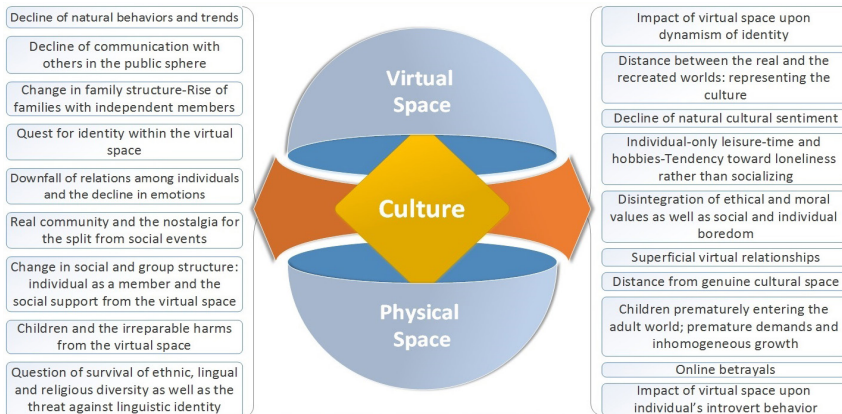 Decline of natural behaviors and trends
Decline of communication with
others in the public sphere
Change in family structure-Rise of
families with independent members
Quest for identity within the virtual
space
Downfall of relations among individuals
and the decline in emotions
Real community and the nostalgia for
the split from social events
Change in social and group structure:
individual as a member and the
social support from the virtual space
Children and the irreparable harms
from the virtual space
Question of survival of ethnic, lingual
and religious diversity as well as the
threat against linguistic identity
Virtual
Space
Culture
Physical
Space
Impact of virtual space upon
dynamism of identity
Distance between the real and the
recreated worlds: representing the
culture
Decline of natural cultural sentiment
Individual-only leisure-time and
hobbies-Tendency toward loneliness
rather than socializing
Disintegration of ethical and moral
values as well as social and individual
boredom
Superficial virtual relationships
Distance from genuine cultural space
Children prematurely entering the
adult world; premature demands and
inhomogeneous growth
Online betrayals
Impact of virtual space upon
individual's introvert behavior